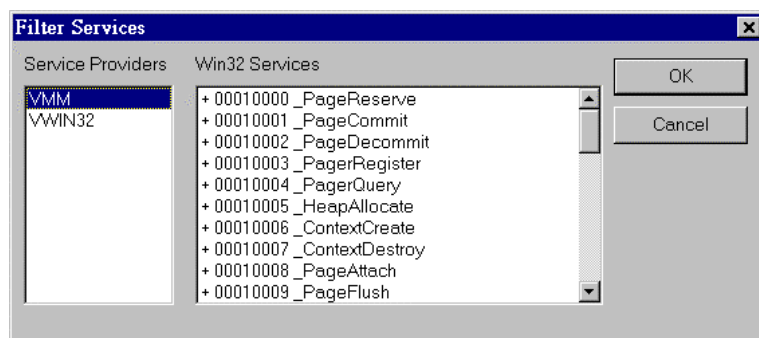 Filter Services
Service Providers
Win32 Services
OK
Cancel
VMM
VWIN32
+ 00010000 _PageReserve
+ 00010001 _PageCommit
+ 00010002 _PageDecommit
+ 00010003 _PagerRegister
+ 00010004 _PagerQuery
+ 00010005 _HeapAllocate
+ 00010006 _ContextCreate
+ 00010007 _ContextDestroy
+ 00010008 _PageAttach
+ 00010009 _PageFlush